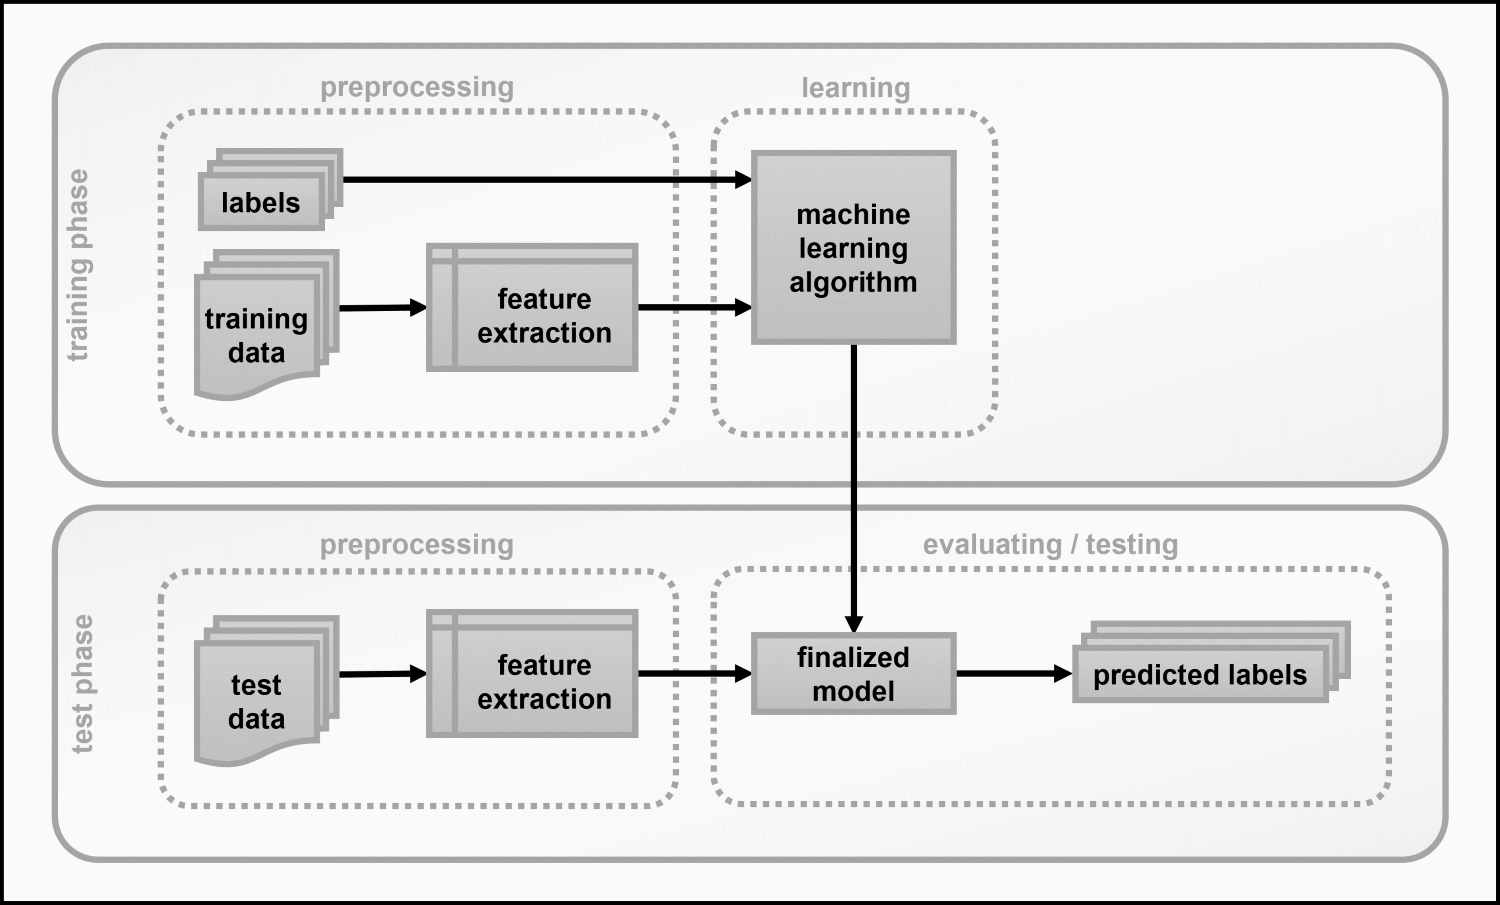 training phase
preprocessing
labels
training
data
feature
extraction
learning
machine
learning
algorithm
test phase
preprocessing
test
data
feature
extraction
evaluating / testing
finalized
model
predicted labels